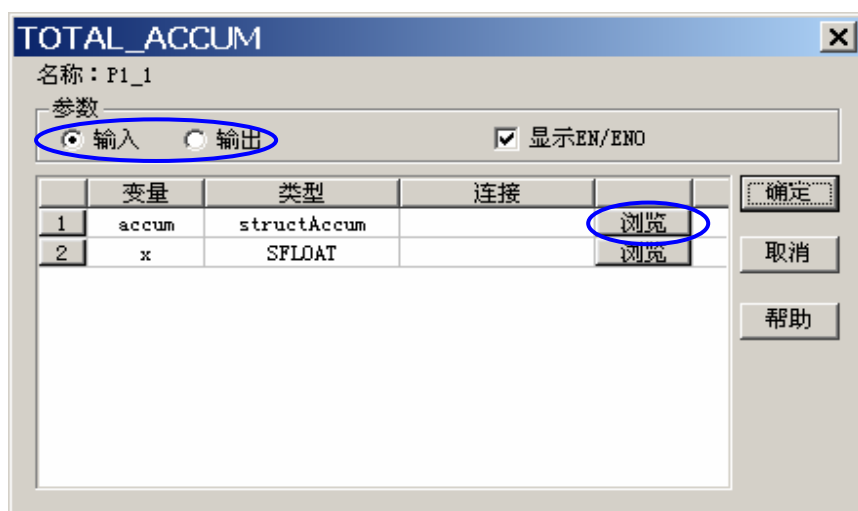 TOTAL_ACCUM
名称：P1_1
参数
输入 输出 显示EN/ENO
变量 类型 连接 确定
1 accum structAccum 浏览
2 x SFLOAT 浏览 取消
帮助